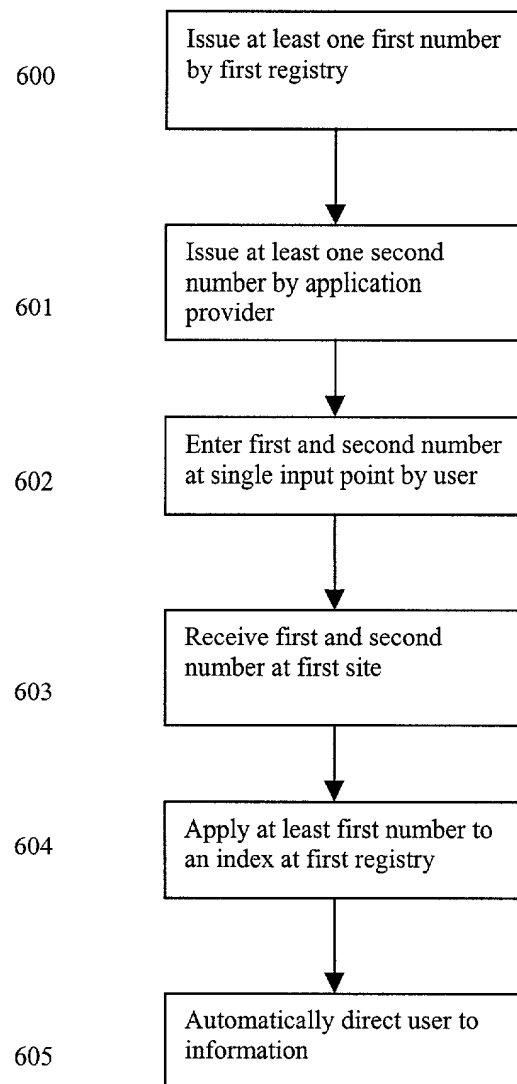 Issue at least one first number
by first registry
600
Issue at least one second
number by application
provider
601
Enter first and second number
at single input point by user
602
Receive first and second
number at first site
603
Apply at least first number to
an index at first registry
604
Automatically direct user to
information
605